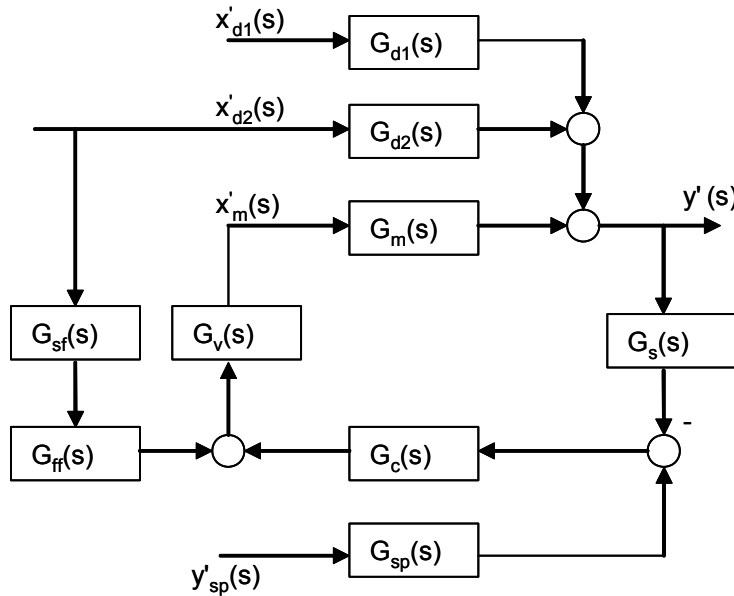 x'd1(s)
Gd1(s)
x'd2(s)
Gd2(s)
x'm(s)
Gm(s)
y' (s)
Gsf(s)
Gv(s)
Gs(s)
-
Gff(s)
Gc(s)
y'sp(s)
Gsp(s)